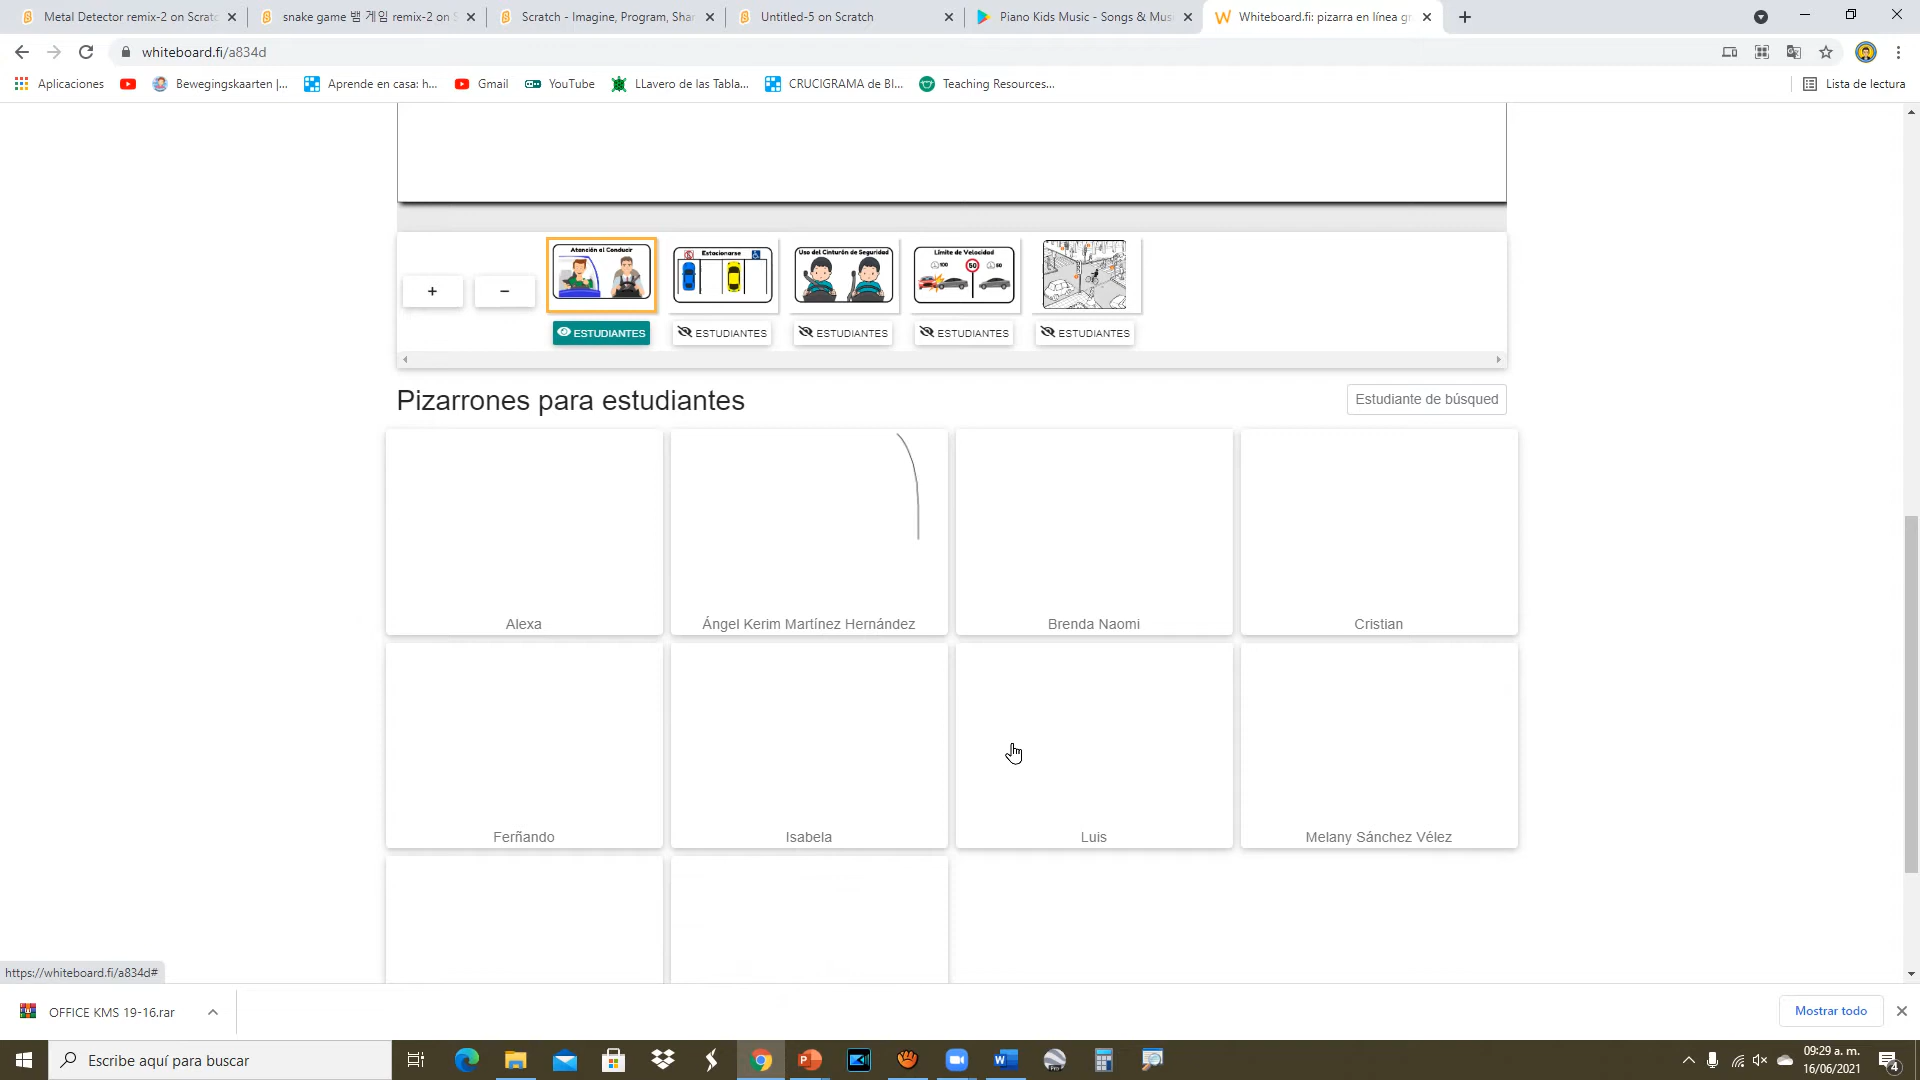 Metal Detector remix-2 on Scratc
snake game 뱀 게임 remix-2 on S
Scratch - Imagine, Program, Shar
Untitled-5 on Scratch
Piano Kids Music - Songs & Mus
Whiteboard.fi: pizarra en línea gr
whiteboard.fi/a834d
Aplicaciones
Bewegingskaarten |...
Aprende en casa: h...
Gmail
YouTube
LLavero de las Tabla...
CRUCIGRAMA de BI...
Teaching Resources...
Lista de lectura
Atención al Conducir
Estacionarse
Uso del Cinturón de Seguridad
Límite de Velocidad
100
50
50
+
−
ESTUDIANTES
ESTUDIANTES
ESTUDIANTES
ESTUDIANTES
ESTUDIANTES
Pizarrones para estudiantes
Estudiante de búsqued
Alexa
Ángel Kerim Martínez Hernández
Brenda Naomi
Cristian
Ferñando
Isabela
Luis
Melany Sánchez Vélez
https://whiteboard.fi/a834d#
OFFICE KMS 19-16.rar
Mostrar todo
Escribe aquí para buscar
09:29 a. m.
16/06/2021
4